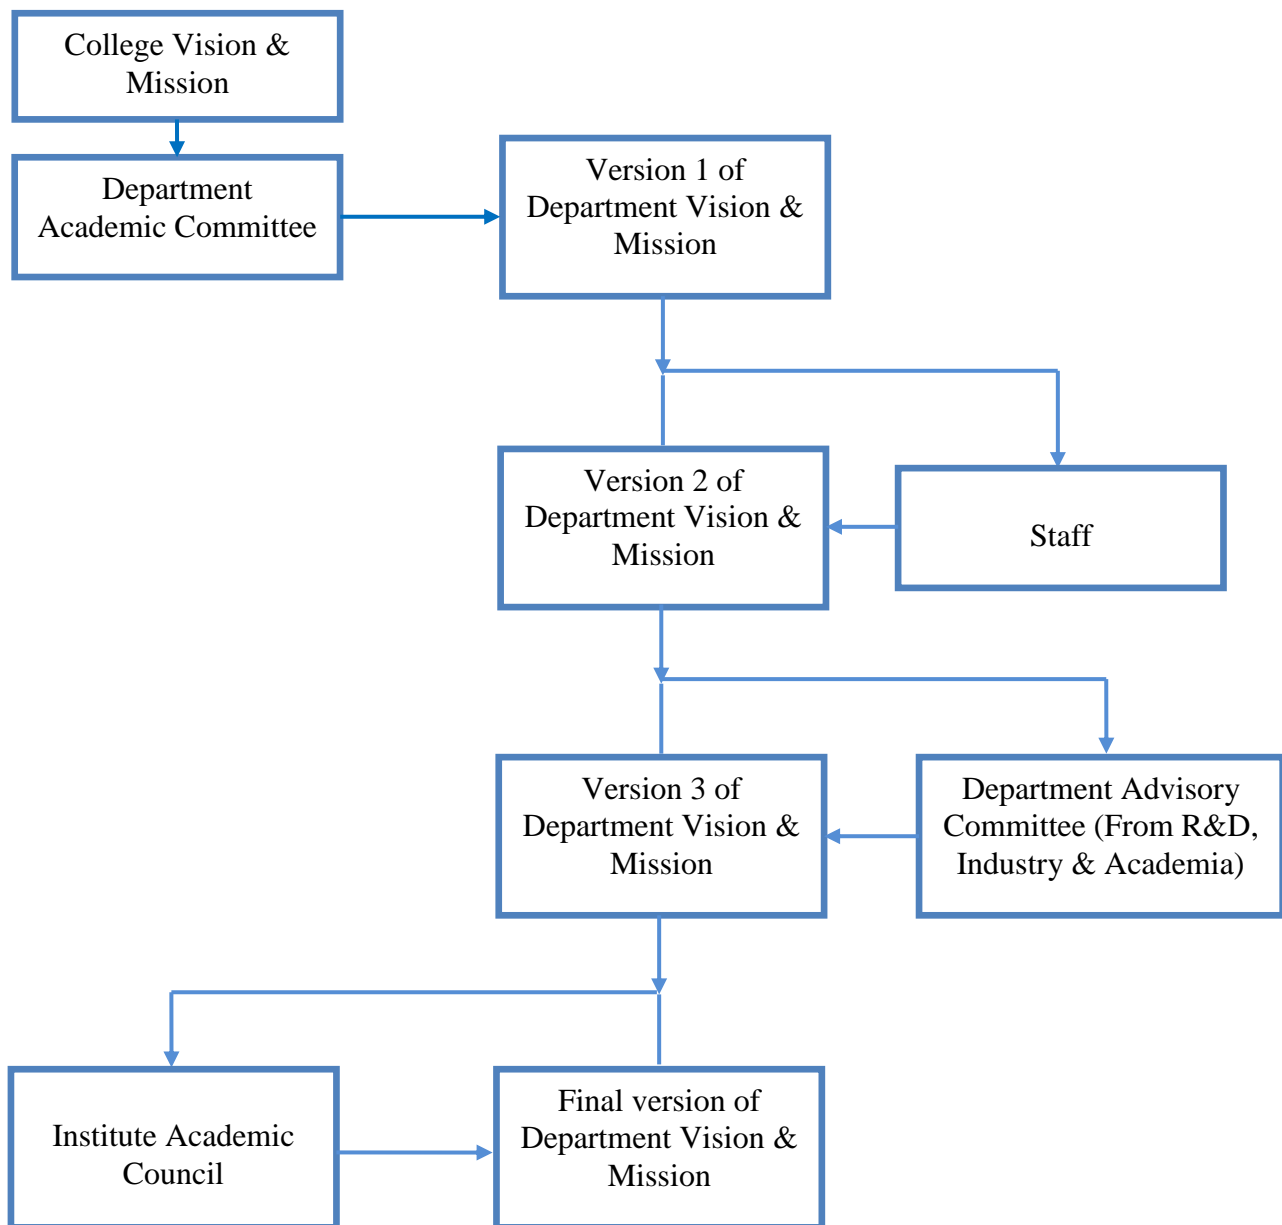 College Vision &
Mission
Department
Academic Committee
Version 1 of
Department Vision &
Mission
Version 2 of
Department Vision &
Mission
Staff
Version 3 of
Department Vision &
Mission
Department Advisory
Committee (From R&D,
Industry & Academia)
Institute Academic
Council
Final version of
Department Vision &
Mission